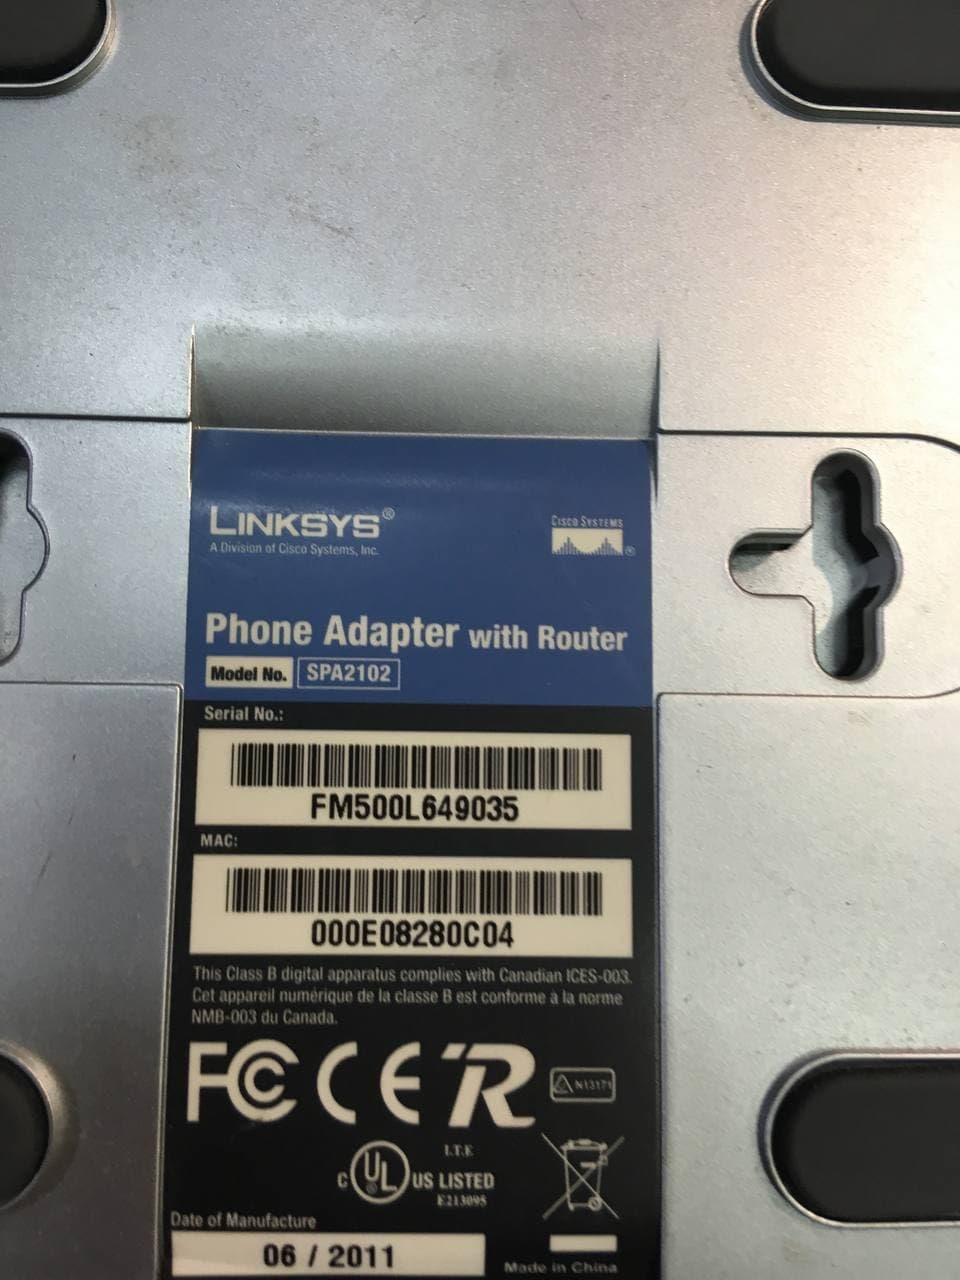 LINKSYS®
A Division of Cisco Systems, Inc.
CISCO SYSTEMS
®
Phone Adapter with Router
Model No. SPA2102
Serial No.:
FM500L649035
MAC:
000E08280C04
This Class B digital apparatus complies with Canadian ICES-003.
Cet appareil numérique de la classe B est conforme à la norme
NMB-003 du Canada.
FC CE R N13171
I.T.E
C UL® US LISTED
E213095
Date of Manufacture
06 / 2011
Made in China